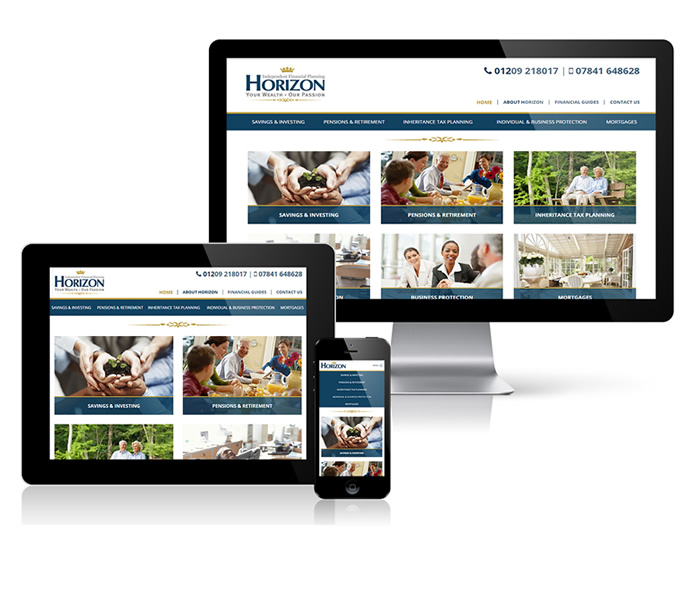 Independent Financial Planning
HORIZON
YOUR WEALTH • OUR PASSION
01209 218017 | 07841 648628
HOME | ABOUT HORIZON | FINANCIAL GUIDES | CONTACT US
SAVINGS & INVESTING PENSIONS & RETIREMENT INHERITANCE TAX PLANNING INDIVIDUAL & BUSINESS PROTECTION MORTGAGES
SAVINGS & INVESTING PENSIONS & RETIREMENT INHERITANCE TAX PLANNING
BUSINESS PROTECTION MORTGAGES
Independent Financial Planning
HORIZON
YOUR WEALTH • OUR PASSION
01209 218017 | 07841 648628
HOME | ABOUT HORIZON | FINANCIAL GUIDES | CONTACT US
SAVINGS & INVESTING PENSIONS & RETIREMENT INHERITANCE TAX PLANNING INDIVIDUAL & BUSINESS PROTECTION MORTGAGES
SAVINGS & INVESTING PENSIONS & RETIREMENT
HORIZON MENU
SAVINGS & INVESTING
PENSIONS & RETIREMENT
INHERITANCE TAX PLANNING
INDIVIDUAL & BUSINESS PROTECTION
MORTGAGES
SAVINGS & INVESTING